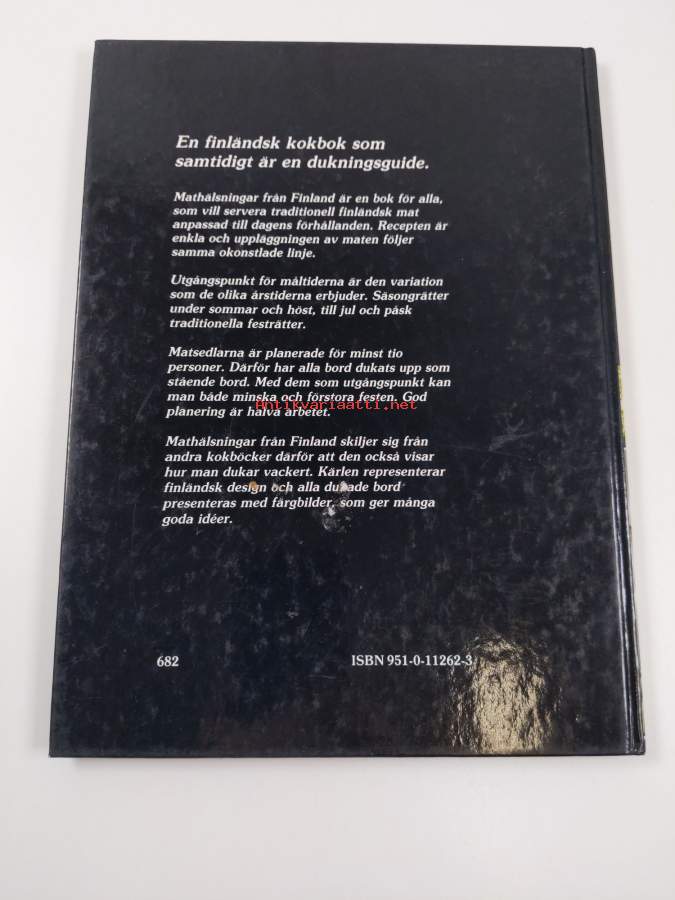 En finländsk kokbok som
samtidigt är en dukningsguide.
Mathälsningar från Finland är en bok för alla,
som vill servera traditionell finländsk mat
anpassad till dagens förhållanden. Recepten är
enkla och uppläggningen av maten följer
samma okonstlade linje.
Utgångspunkt för måltiderna är den variation
som de olika årstiderna erbjuder. Säsongrätter
under sommar och höst, till jul och påsk
traditionella festrätter.
Matsedlarna är planerade för minst tio
personer. Därför har alla bord dukats upp som
stående bord. Med dem som utgångspunkt kan
man både minska och förstora festen. God
Antikvariaatti.net
planering är halva arbetet.
Mathälsningar från Finland skiljer sig från
andra kokböcker därför att den också visar
hur man dukar vackert. Kärlen representerar
finländsk design och alla dukade bord
presenteras med färgbilder, som ger många
goda idéer.
682 ISBN 951-0-11262-3